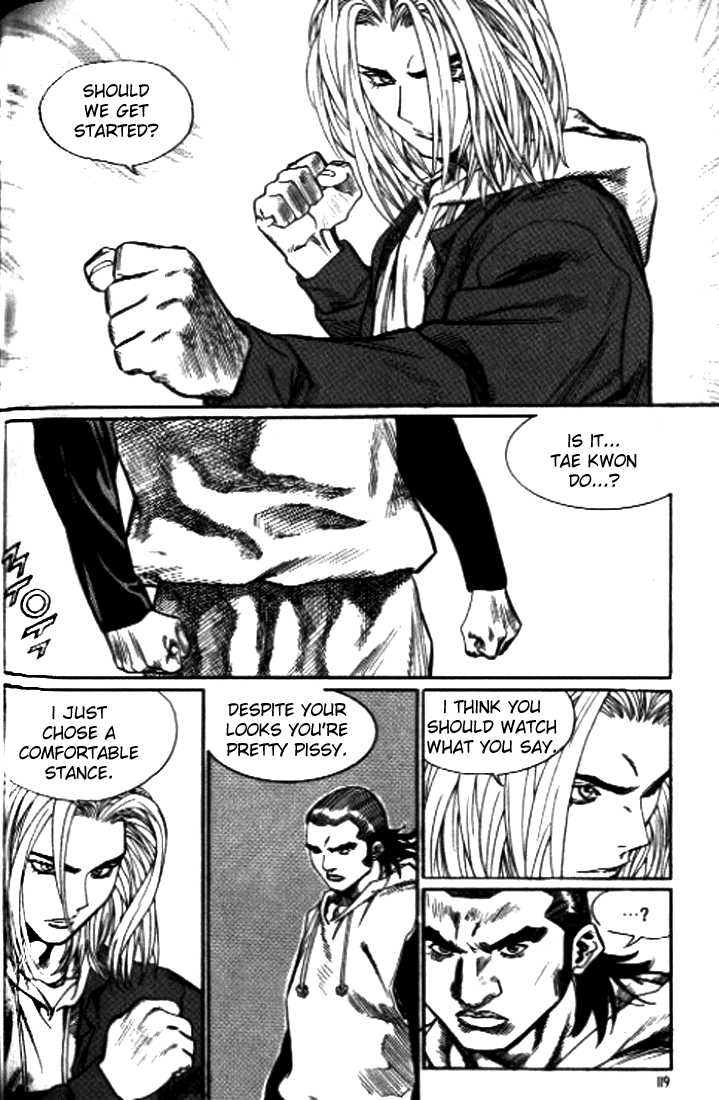 SHOULD
WE GET
STARTED?
IS IT...
TAE KWON
DO...?
I JUST
CHOSE A
COMFORTABLE
STANCE.
DESPITE YOUR
LOOKS YOU'RE
PRETTY PISSY.
I THINK YOU
SHOULD WATCH
WHAT YOU SAY.
...?
119